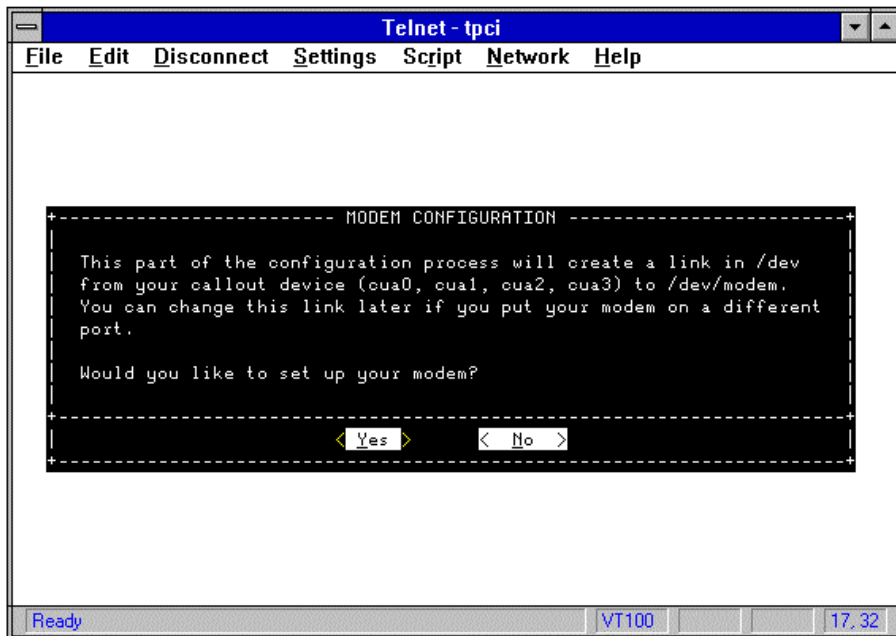 Telnet - tpci
File Edit Disconnect Settings Script Network Help
MODEM CONFIGURATION
This part of the configuration process will create a link in /dev
from your callout device (cua0, cua1, cua2, cua3) to /dev/modem.
You can change this link later if you put your modem on a different
port.
Would you like to set up your modem?
< Yes > < No >
Ready VT100 17, 32